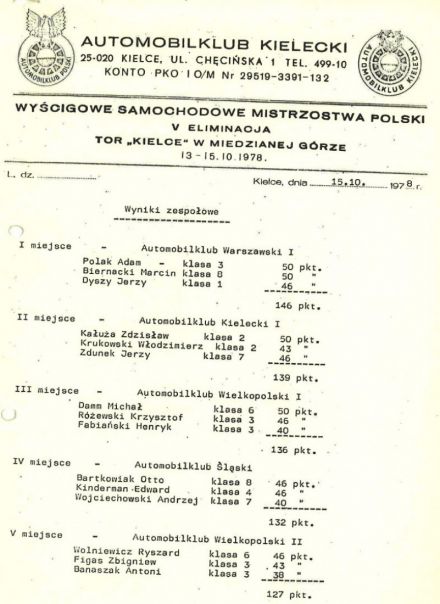 AUTOMOBILKLUB KIELECKI
25-020 KIELCE, UL. CHĘCIŃSKA 1 TEL. 499-10
KONTO PKO I O/M Nr 29519-3391-132
WYŚCIGOWE SAMOCHODOWE MISTRZOSTWA POLSKI
V ELIMINACJA
TOR „KIELCE” W MIEDZIANEJ GÓRZE
13-15.10.1978.
L. dz.
Kielce, dnia 15.10. 1978 r.
Wyniki zespołowe
I miejsce - Automobilklub Warszawski I
Polak Adam - klasa 3 50 pkt.
Biernacki Marcin klasa 8 50 "
Dyszy Jerzy klasa 1 46 "
146 pkt.
II miejsce - Automobilklub Kielecki I
Kałuża Zdzisław klasa 2 50 pkt.
Krukowski Włodzimierz klasa 2 43 "
Zdunek Jerzy klasa 7 46 "
139 pkt.
III miejsce - Automobilklub Wielkopolski I
Damm Michał klasa 6 50 pkt.
Różewski Krzysztof klasa 3 46 "
Fabiański Henryk klasa 3 40 "
136 pkt.
IV miejsce - Automobilklub Śląski
Bartkowiak Otto klasa 8 46 pkt.
Kinderman Edward klasa 4 46 "
Wojciechowski Andrzej klasa 7 40 "
132 pkt.
V miejsce - Automobilklub Wielkopolski II
Wolniewicz Ryszard klasa 6 46 pkt.
Figas Zbigniew klasa 3 43 "
Banaszak Antoni klasa 3 38 "
127 pkt.